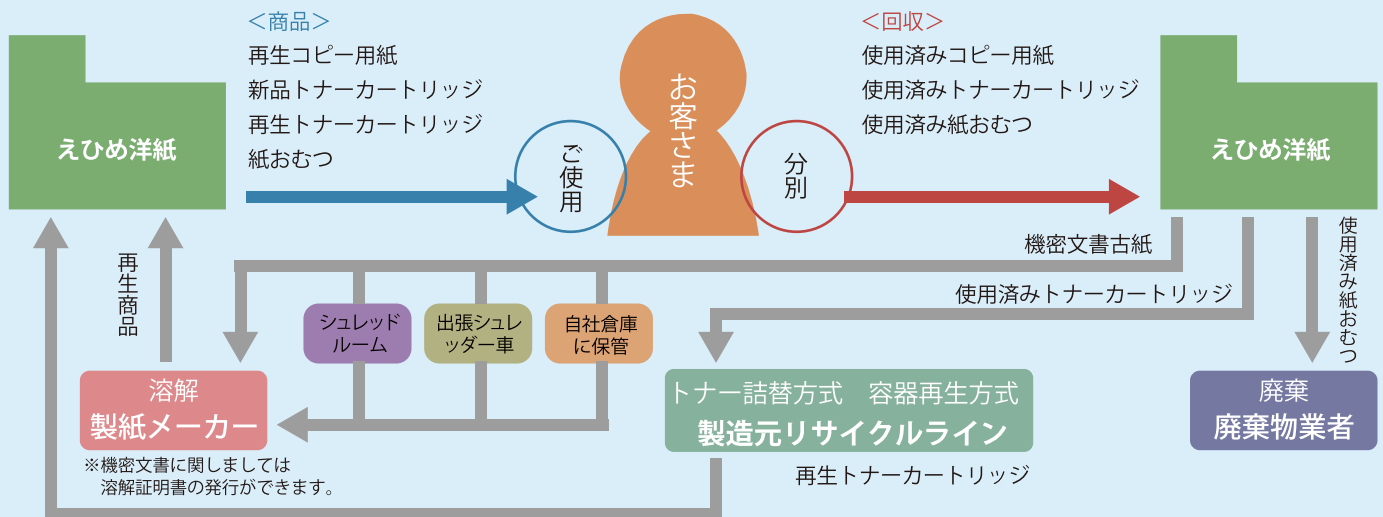 <商品>
再生コピー用紙
新品トナーカートリッジ
再生トナーカートリッジ
紙おむつ
えひめ洋紙
ご使用
お客さま
分別
<回収>
使用済みコピー用紙
使用済みトナーカートリッジ
使用済み紙おむつ
えひめ洋紙
機密文書古紙
使用済みトナーカートリッジ
使用済み紙おむつ
再生商品
シュレッド
ルーム
出張シュレ
ッダー車
自社倉庫
に保管
溶解
製紙メーカー
※機密文書に関しましては
溶解証明書の発行ができます。
トナー詰替方式 容器再生方式
製造元リサイクルライン
再生トナーカートリッジ
廃棄
廃棄物業者